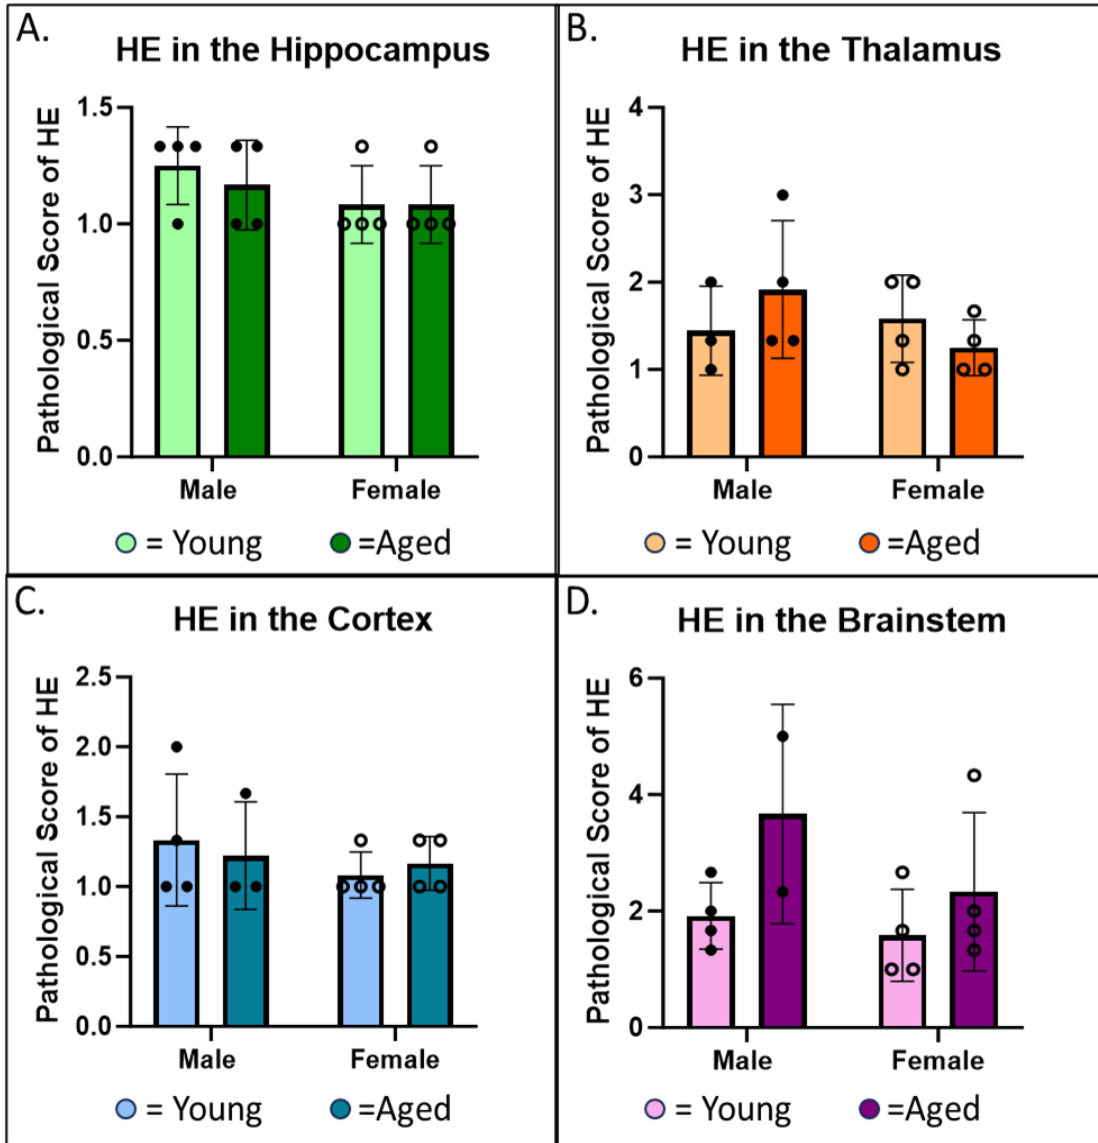 A.
HE in the Hippocampus
Pathological Score of HE
1.5
1.0
0.5
0.0
Male
Female
= Young
=Aged
B.
HE in the Thalamus
Pathological Score of HE
4
3
2
1
0
Male
Female
= Young
=Aged
C.
HE in the Cortex
Pathological Score of HE
2.5
2.0
1.5
1.0
0.5
0.0
Male
Female
= Young
=Aged
D.
HE in the Brainstem
Pathological Score of HE
6
4
2
0
Male
Female
= Young
=Aged